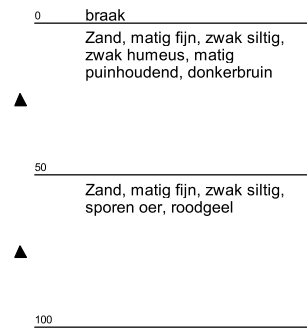 0 braak
Zand, matig fijn, zwak siltig,
zwak humeus, matig
puinhoudend, donkerbruin
50
Zand, matig fijn, zwak siltig,
sporen oer, roodgeel
100